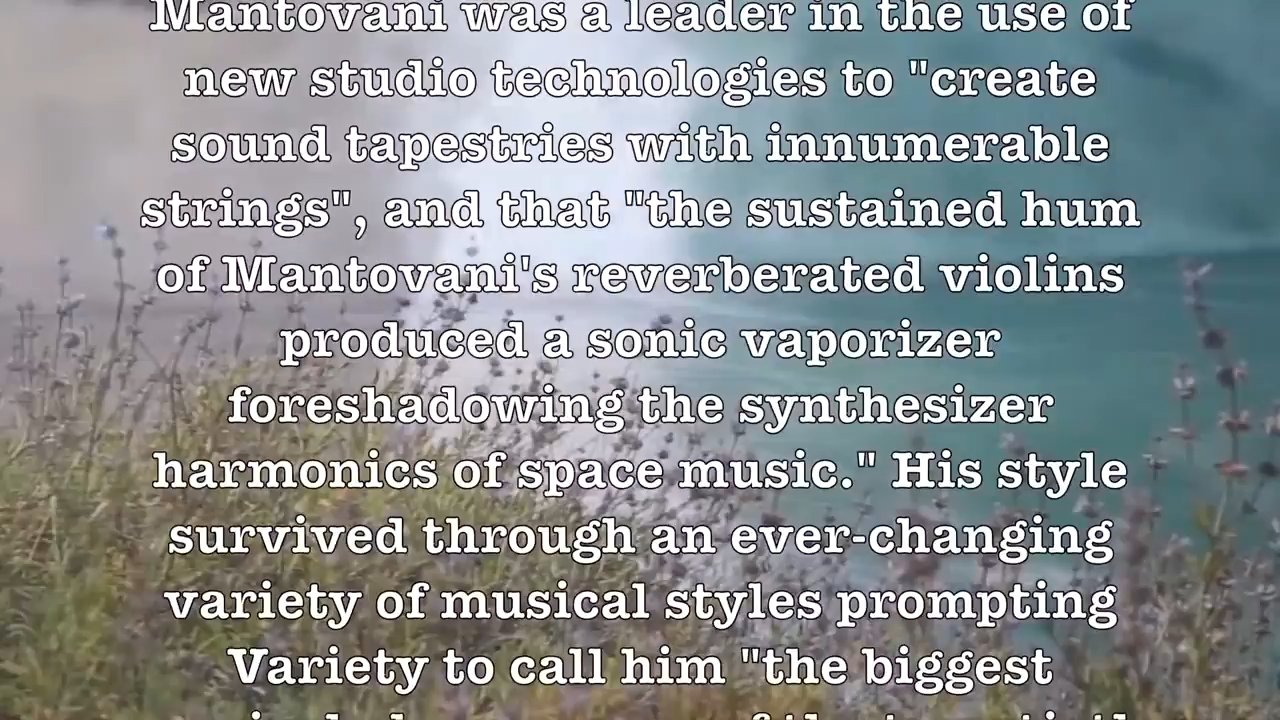 Mantovani was a leader in the use of
new studio technologies to "create
sound tapestries with innumerable
strings", and that "the sustained hum
of Mantovani's reverberated violins
produced a sonic vaporizer
foreshadowing the synthesizer
harmonics of space music." His style
survived through an ever-changing
variety of musical styles prompting
Variety to call him "the biggest